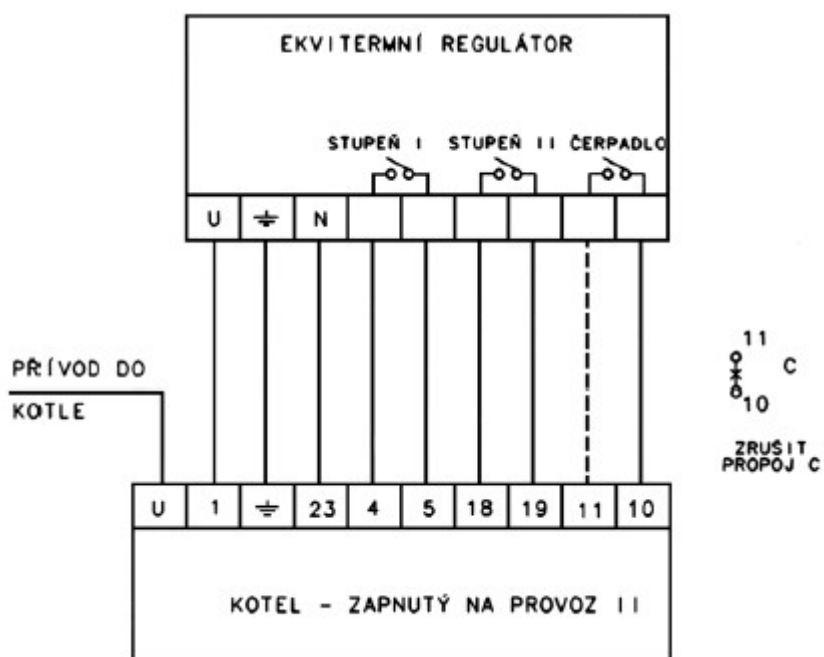 EKVITERMNÍ REGULÁTOR
STUPEŇ I STUPEŇ II ČERPADLO
U N
PŘÍVOD DO
KOTLE
11
C
10
ZRUŠIT
PROPOJ C
U 1 23 4 5 18 19 11 10
KOTEL - ZAPNUTÝ NA PROVOZ II